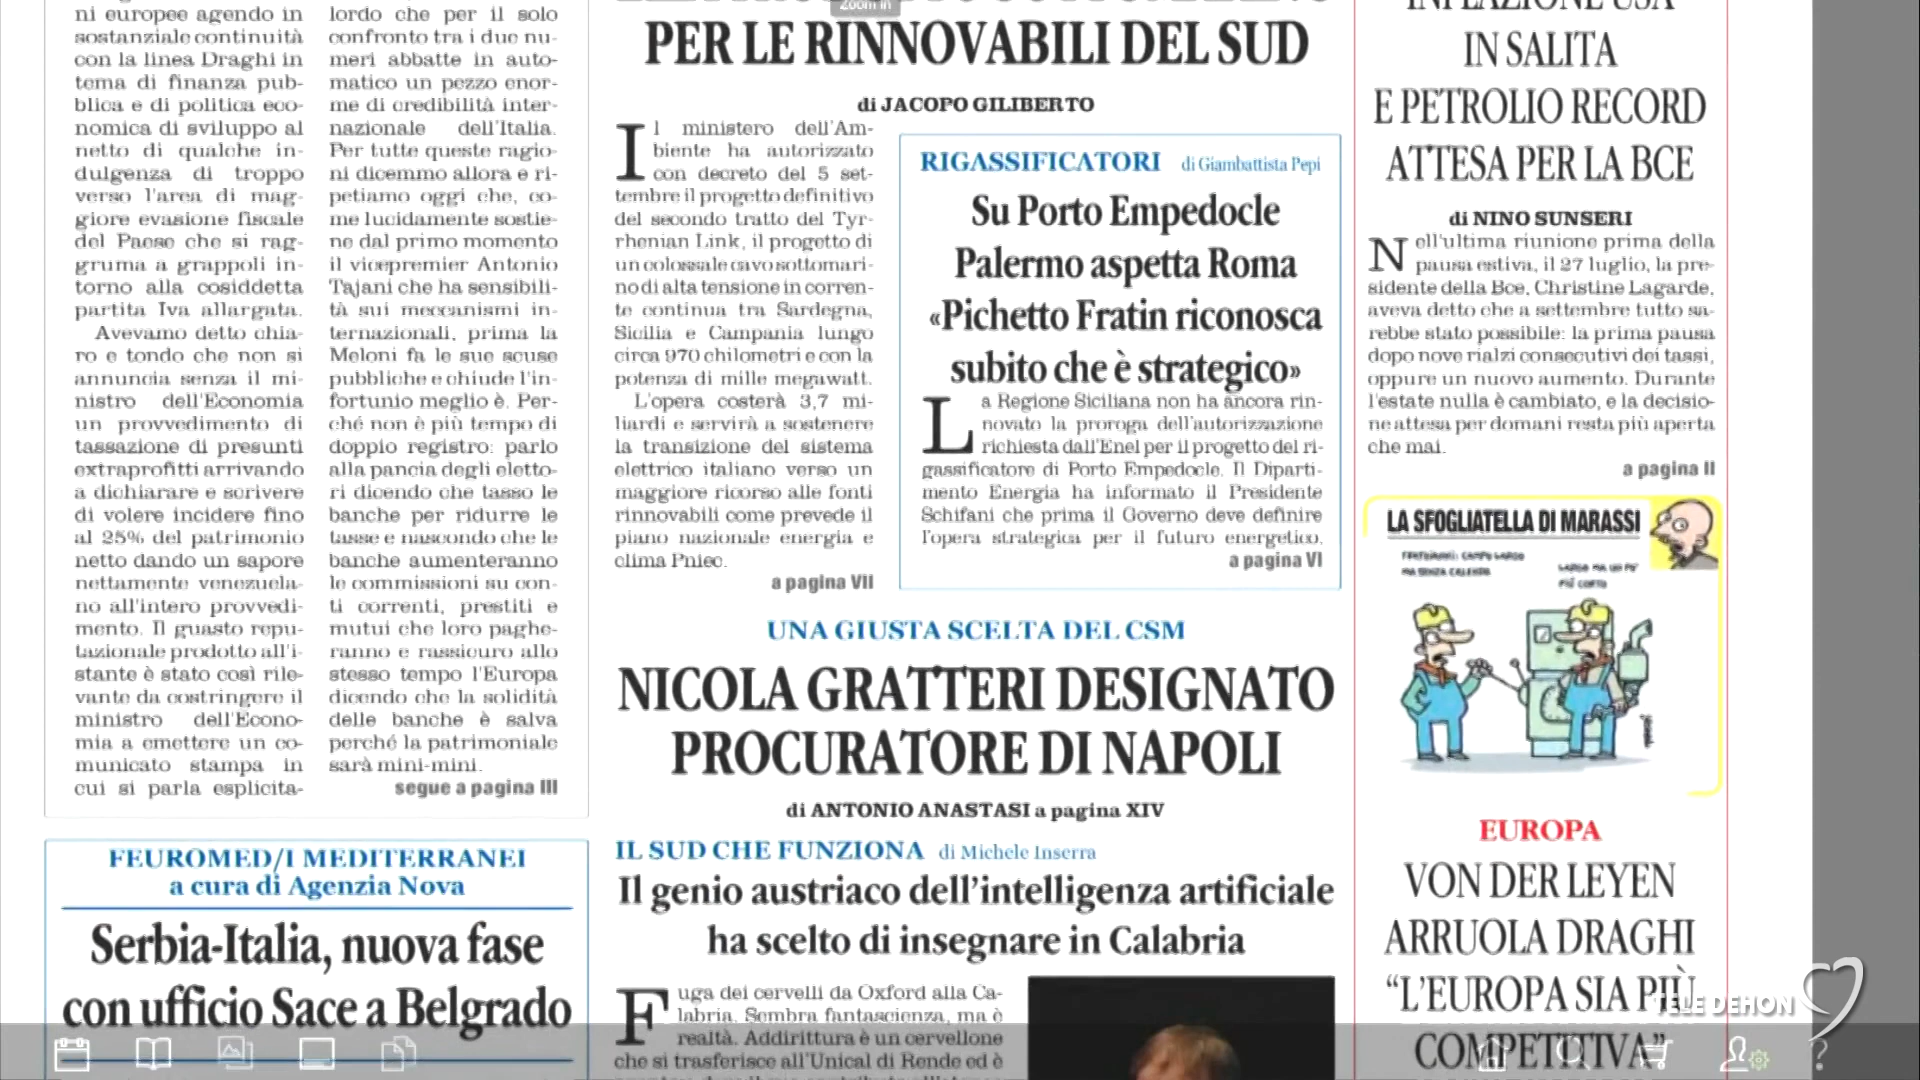 ni europee agendo in
sostanziale continuità
con la linea Draghi in
tema di finanza pub-
blica e di politica eco-
nomica di sviluppo al
netto di qualche in-
dulgenza di troppo
verso l'area di mag-
giore evasione fiscale
del Paese che si rag-
gruma a grappoli in-
torno alla cosiddetta
partita Iva allargata.
Avevamo detto chia-
ro e tondo che non si
annuncia senza il mi-
nistro dell'Economia
un provvedimento di
tassazione di presunti
extraprofitti arrivando
a dichiarare e scrivere
di volere incidere fino
al 25% del patrimonio
netto dando un sapore
nettamente venezuela-
no all'intero provvedi-
mento. Il guasto repu-
tazionale prodotto all'i-
stante è stato così rile-
vante da costringere il
ministro dell'Econo-
mia a emettere un co-
municato stampa in
cui si parla esplicita-
lordo che per il solo
confronto tra i due nu-
meri abbatte in auto-
matico un pezzo enor-
me di credibilità inter-
nazionale dell'Italia.
Per tutte queste ragio-
ni dicemmo allora e ri-
petiamo oggi che, co-
me lucidamente sostie-
ne dal primo momento
il vicepremier Antonio
Tajani che ha sensibili-
tà sui meccanismi in-
ternazionali, prima la
Meloni fa le sue scuse
pubbliche e chiude l'in-
fortunio meglio è. Per-
ché non è più tempo di
doppio registro: parlo
alla pancia degli eletto-
ri dicendo che tasso le
banche per ridurre le
tasse e nascondo che le
banche aumenteranno
le commissioni su con-
ti correnti, prestiti e
mutui che loro paghe-
ranno e rassicuro allo
stesso tempo l'Europa
dicendo che la solidità
delle banche è salva
perché la patrimoniale
sarà mini-mini.
segue a pagina III
FEUROMED/I MEDITERRANEI
a cura di Agenzia Nova
Serbia-Italia, nuova fase
con ufficio Sace a Belgrado
Zoom in
PER LE RINNOVABILI DEL SUD
di JACOPO GILIBERTO
Il ministero dell'Am-
biente ha autorizzato
con decreto del 5 set-
tembre il progetto definitivo
del secondo tratto del Tyr-
rhenian Link, il progetto di
un colossale cavo sottomari-
no di alta tensione in corren-
te continua tra Sardegna,
Sicilia e Campania lungo
circa 970 chilometri e con la
potenza di mille megawatt.
L'opera costerà 3,7 mi-
liardi e servirà a sostenere
la transizione del sistema
elettrico italiano verso un
maggiore ricorso alle fonti
rinnovabili come prevede il
piano nazionale energia e
clima Pniec.
a pagina VII
RIGASSIFICATORI di Giambattista Pepi
Su Porto Empedocle
Palermo aspetta Roma
«Pichetto Fratin riconosca
subito che è strategico»
La Regione Siciliana non ha ancora rin-
novato la proroga dell'autorizzazione
richiesta dall'Enel per il progetto del ri-
gassificatore di Porto Empedocle. Il Diparti-
mento Energia ha informato il Presidente
Schifani che prima il Governo deve definire
l'opera strategica per il futuro energetico.
a pagina VI
UNA GIUSTA SCELTA DEL CSM
NICOLA GRATTERI DESIGNATO
PROCURATORE DI NAPOLI
di ANTONIO ANASTASI a pagina XIV
IL SUD CHE FUNZIONA di Michele Inserra
Il genio austriaco dell'intelligenza artificiale
ha scelto di insegnare in Calabria
Fuga dei cervelli da Oxford alla Ca-
labria. Sembra fantascienza, ma è
realtà. Addirittura è un cervellone
che si trasferisce all'Unical di Rende ed è
INFLAZIONE USA
IN SALITA
E PETROLIO RECORD
ATTESA PER LA BCE
di NINO SUNSERI
Nell'ultima riunione prima della
pausa estiva, il 27 luglio, la pre-
sidente della Bce, Christine Lagarde,
aveva detto che a settembre tutto sa-
rebbe stato possibile: la prima pausa
dopo nove rialzi consecutivi dei tassi,
oppure un nuovo aumento. Durante
l'estate nulla è cambiato, e la decisio-
ne attesa per domani resta più aperta
che mai.
a pagina II
LA SFOGLIATELLA DI MARASSI
EUROPA
VON DER LEYEN
ARRUOLA DRAGHI
“L'EUROPA SIA PIÙ
COMPETITIVA”
TELE DEHON
?